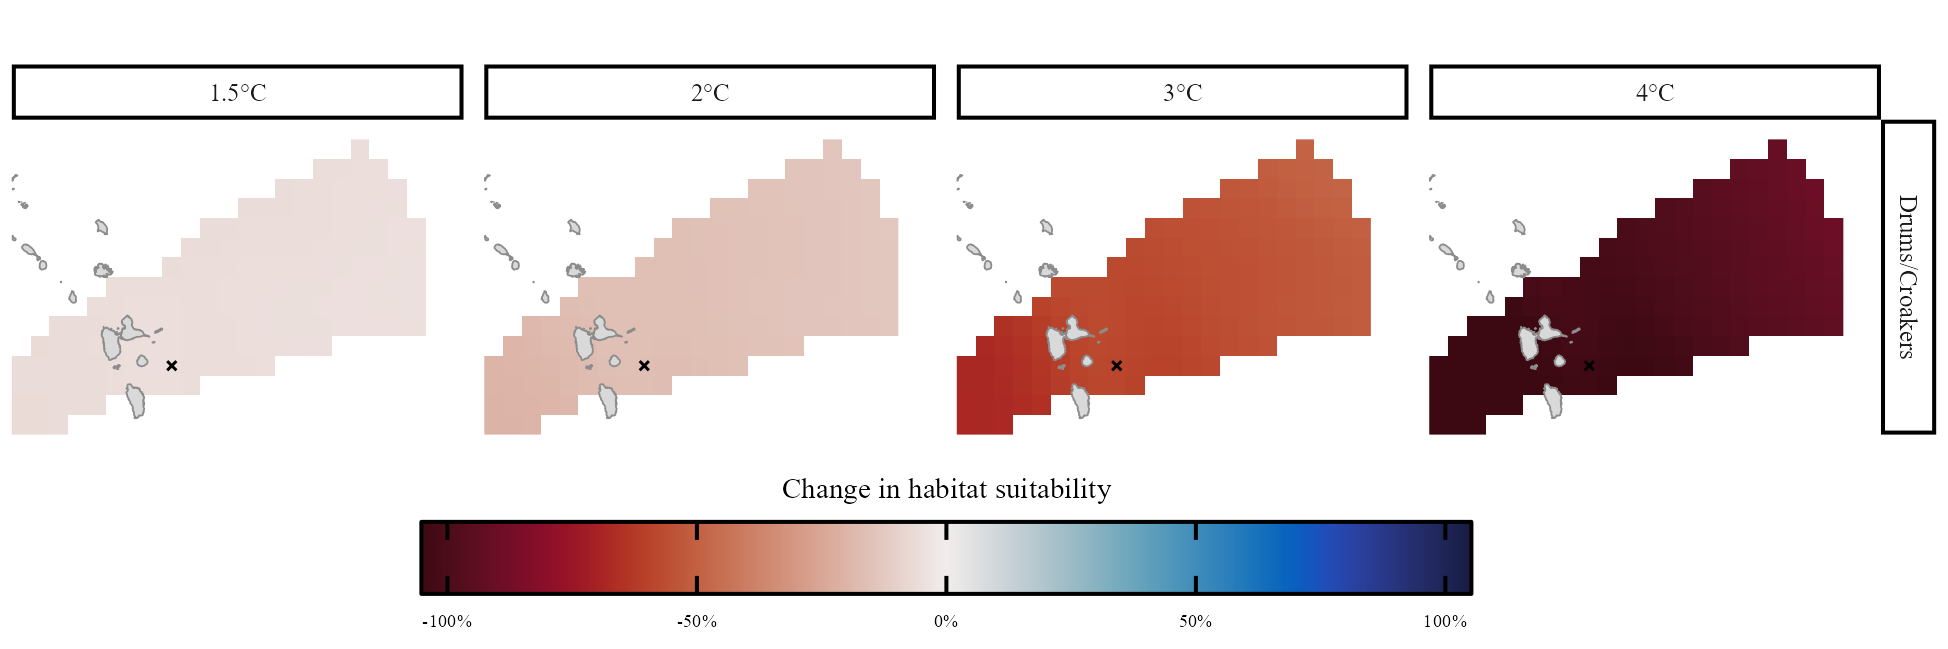 1.5°C
2°C
3°C
4°C
Drums/Croakers
Change in habitat suitability
-100%
-50%
0%
50%
100%